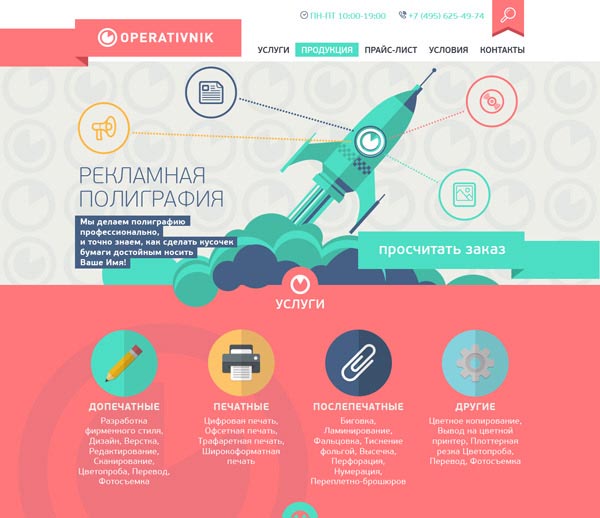 ПН-ПТ 10:00-19:00 +7 (495) 625-49-74
OPERATIVNIK
УСЛУГИ ПРОДУКЦИЯ ПРАЙС-ЛИСТ УСЛОВИЯ КОНТАКТЫ
РЕКЛАМНАЯ
ПОЛИГРАФИЯ
Мы делаем полиграфию
профессионально,
и точно знаем, как сделать кусочек
бумаги достойным носить
Ваше Имя!
просчитать заказ
УСЛУГИ
ДОПЕЧАТНЫЕ
Разработка
фирменного стиля,
Дизайн, Верстка,
Редактирование,
Сканирование,
Цветопроба, Перевод,
Фотосъемка
ПЕЧАТНЫЕ
Цифровая печать,
Офсетная печать,
Трафаретная печать,
Широкоформатная
печать
ПОСЛЕПЕЧАТНЫЕ
Биговка,
Ламинирование,
Фальцовка, Тиснение
фольгой, Высечка,
Перфорация,
Нумерация,
Переплетно-брошюров
ДРУГИЕ
Цветное копирование,
Вывод на цветной
принтер, Плоттерная
резка Цветопроба,
Перевод, Фотосъемка